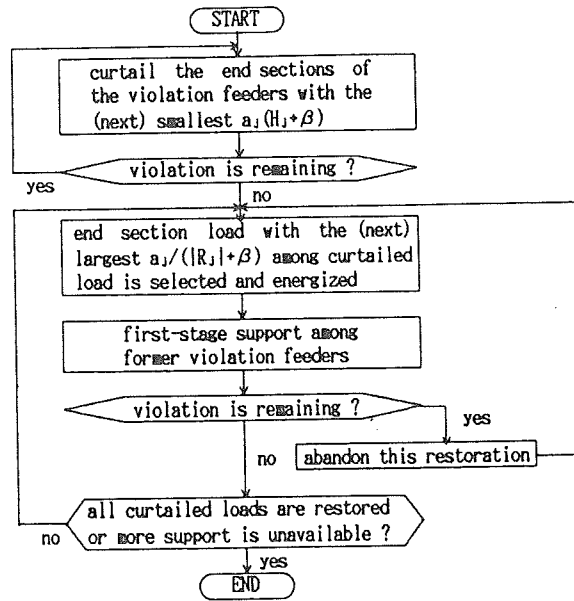 START
curtail the end sections of
the violation feeders with the
(next) smallest aⱼ(Hⱼ+β)
violation is remaining ?
yes
no
end section load with the (next)
largest aⱼ/(|Rⱼ|+β) among curtailed
load is selected and energized
first-stage support among
former violation feeders
violation is remaining ?
yes
no
abandon this restoration
all curtailed loads are restored
or more support is unavailable ?
no
yes
END